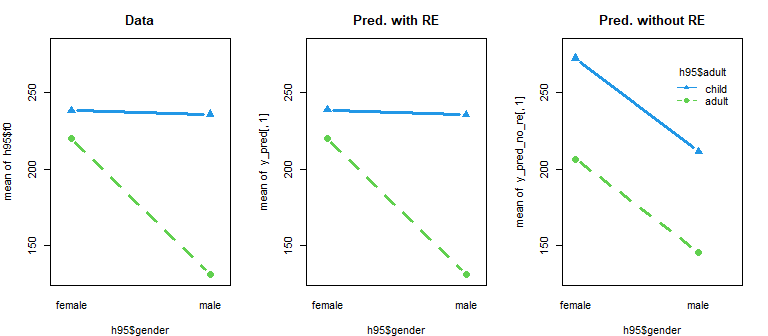 Data
mean of h95$f0
150 200 250
female male
h95$gender
Pred. with RE
mean of y_pred[, 1]
150 200 250
female male
h95$gender
Pred. without RE
mean of y_pred_no_re[, 1]
150 200 250
h95$adult
child
adult
female male
h95$gender